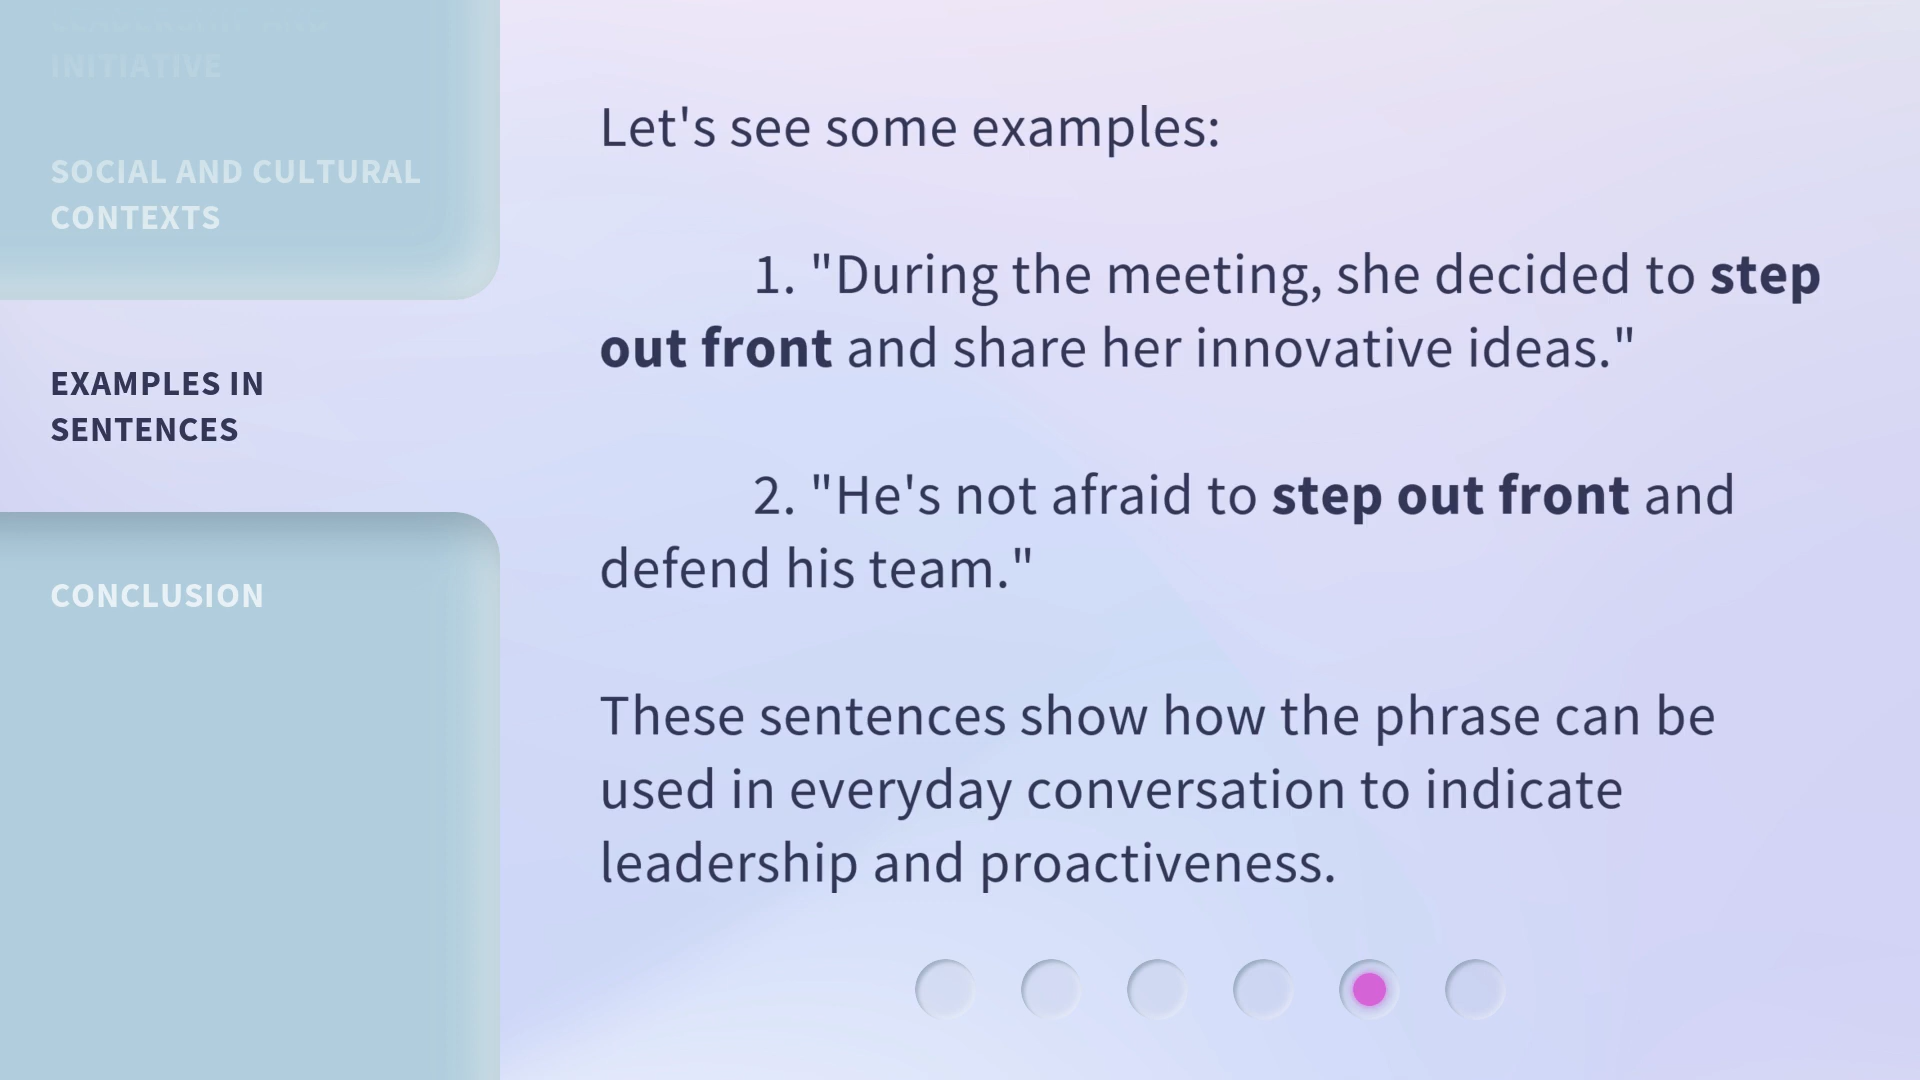 LEADERSHIP AND
INITIATIVE
SOCIAL AND CULTURAL
CONTEXTS
EXAMPLES IN
SENTENCES
CONCLUSION
Let's see some examples:
1. "During the meeting, she decided to step
out front and share her innovative ideas."
2. "He's not afraid to step out front and
defend his team."
These sentences show how the phrase can be
used in everyday conversation to indicate
leadership and proactiveness.